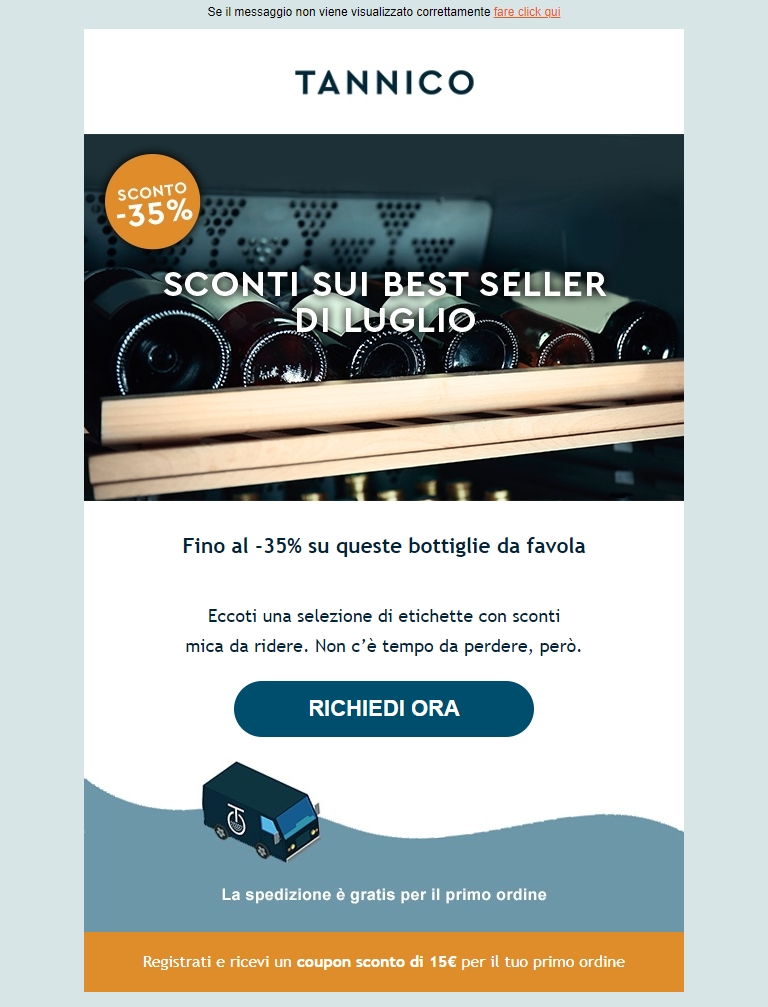 Se il messaggio non viene visualizzato correttamente fare click qui
TANNICO
SCONTO
-35%
SCONTI SUI BEST SELLER
DI LUGLIO
Fino al -35% su queste bottiglie da favola
Eccoti una selezione di etichette con sconti
mica da ridere. Non c’è tempo da perdere, però.
RICHIEDI ORA
La spedizione è gratis per il primo ordine
Registrati e ricevi un coupon sconto di 15€ per il tuo primo ordine